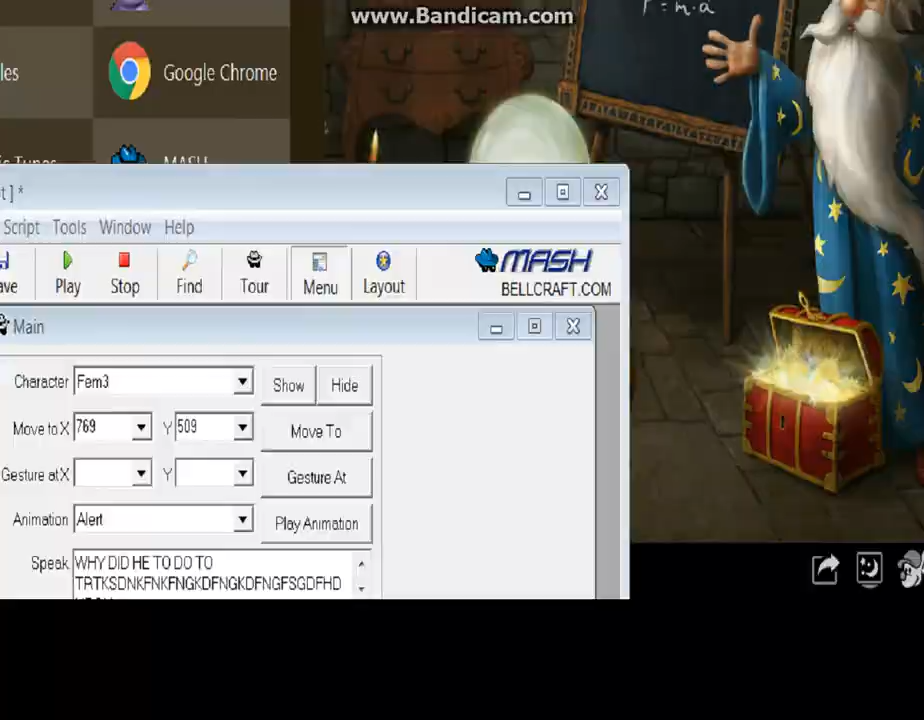 www.Bandicam.com
F = m·a
les
Google Chrome
MASH
t ] *
Script Tools Window Help
ave Play Stop Find Tour Menu Layout
MASH
BELLCRAFT.COM
Main
Character Fem3 Show Hide
Move to X 769 Y 509 Move To
Gesture at X Y Gesture At
Animation Alert Play Animation
Speak WHY DID HE TO DO TO
TRTKSDNKFNKFNGKDFNGKDFNGFSGDFHD